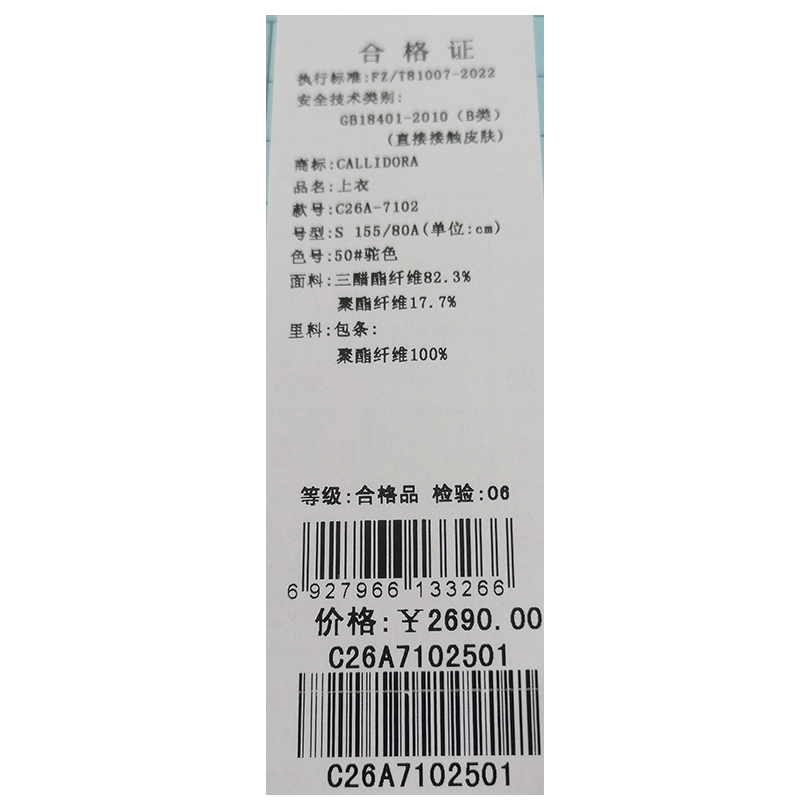 合格证
执行标准:FZ/T81007-2022
安全技术类别:
GB18401-2010(B类)
(直接接触皮肤)
商标:CALLIDORA
品名:上衣
款号:C26A-7102
号型:S 155/80A(单位:cm)
色号:50#驼色
面料:三醋酯纤维82.3%
聚酯纤维17.7%
里料:包条:
聚酯纤维100%
等级:合格品 检验:06
6 927966 133266
价格:￥2690.00
C26A7102501
C26A7102501